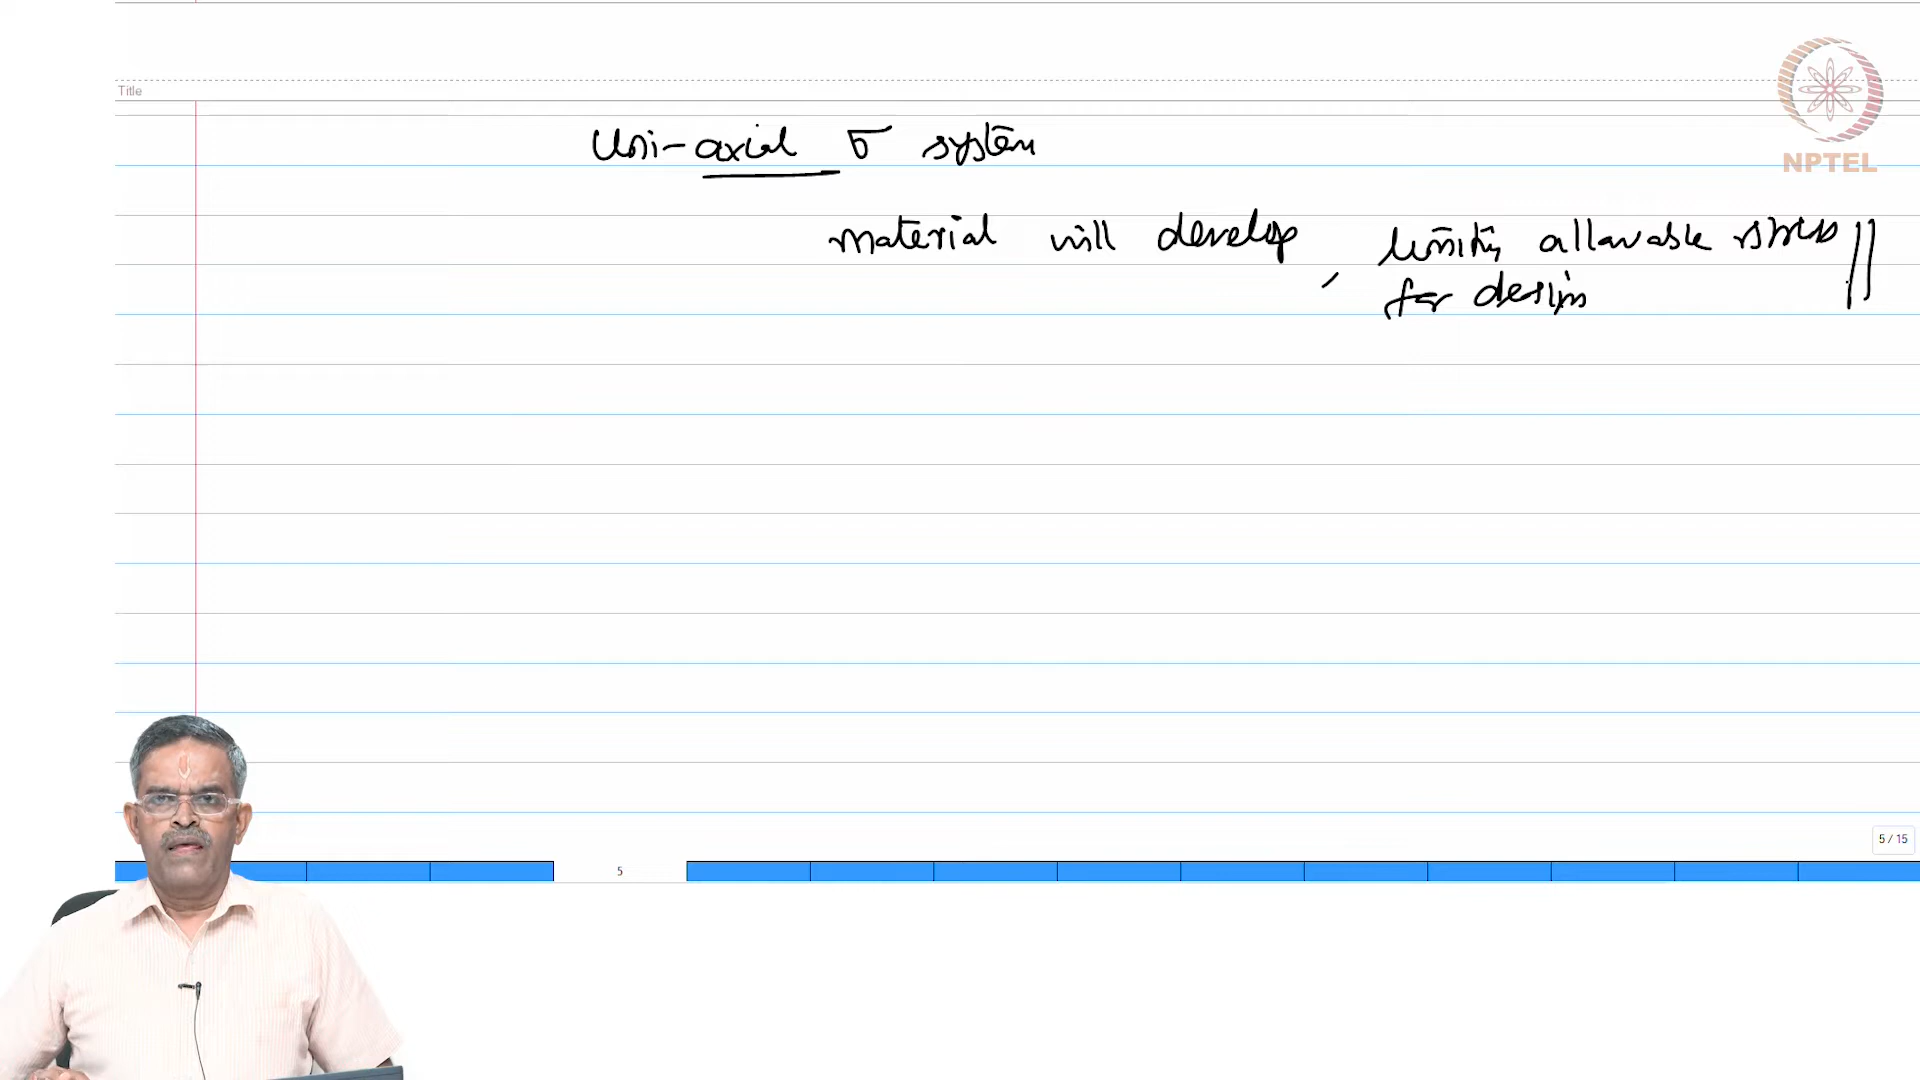 Title
NPTEL
Uni-axial σ system
material will develop, limiting allowable stress
for design
5 / 15
5